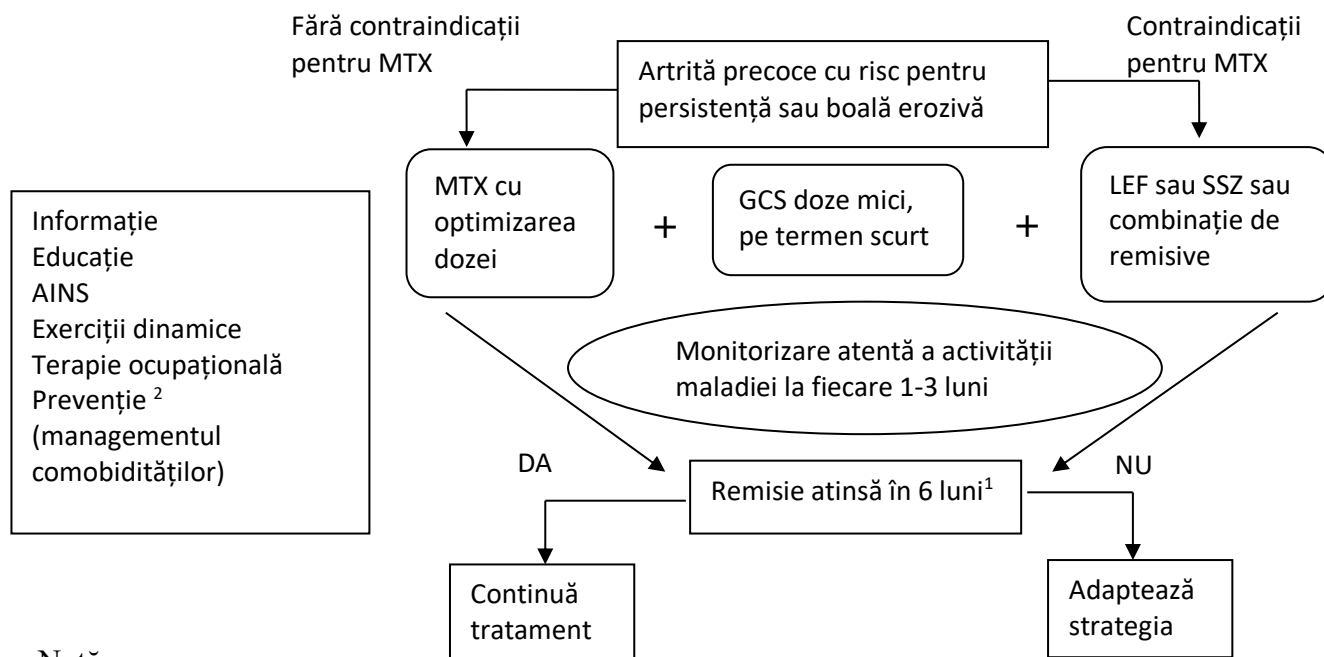 Fără contraindicații
pentru MTX
Contraindicații
pentru MTX
Artrită precoce cu risc pentru
persistență sau boală erozivă
Informație
Educație
AINS
Exerciții dinamice
Terapie ocupațională
Prevenție ²
(managementul
comobidităților)
MTX cu
optimizarea
dozei
+
GCS doze mici,
pe termen scurt
+
LEF sau SSZ sau
combinație de
remisive
Monitorizare atentă a activității
maladiei la fiecare 1-3 luni
DA
NU
Remisie atinsă în 6 luni¹
Continuă
tratament
Adaptează
strategia